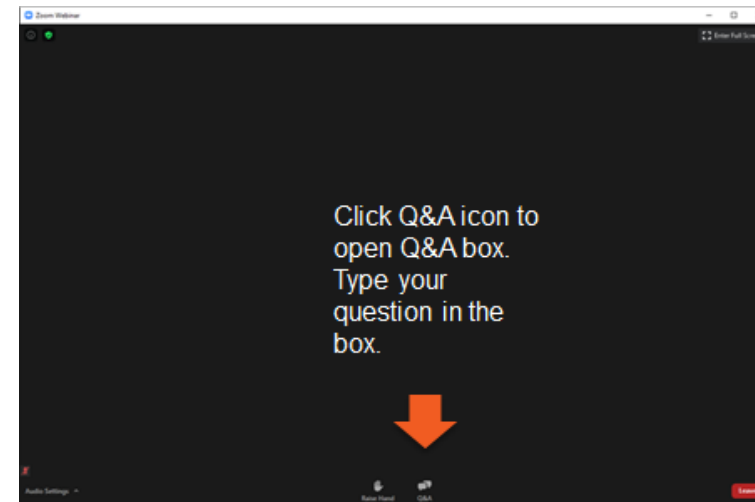 Zoom Webinar
Enter Full Scre
Click Q&A icon to
open Q&A box.
Type your
question in the
box.
Audio Settings
Raise Hand
Q&A
Leave